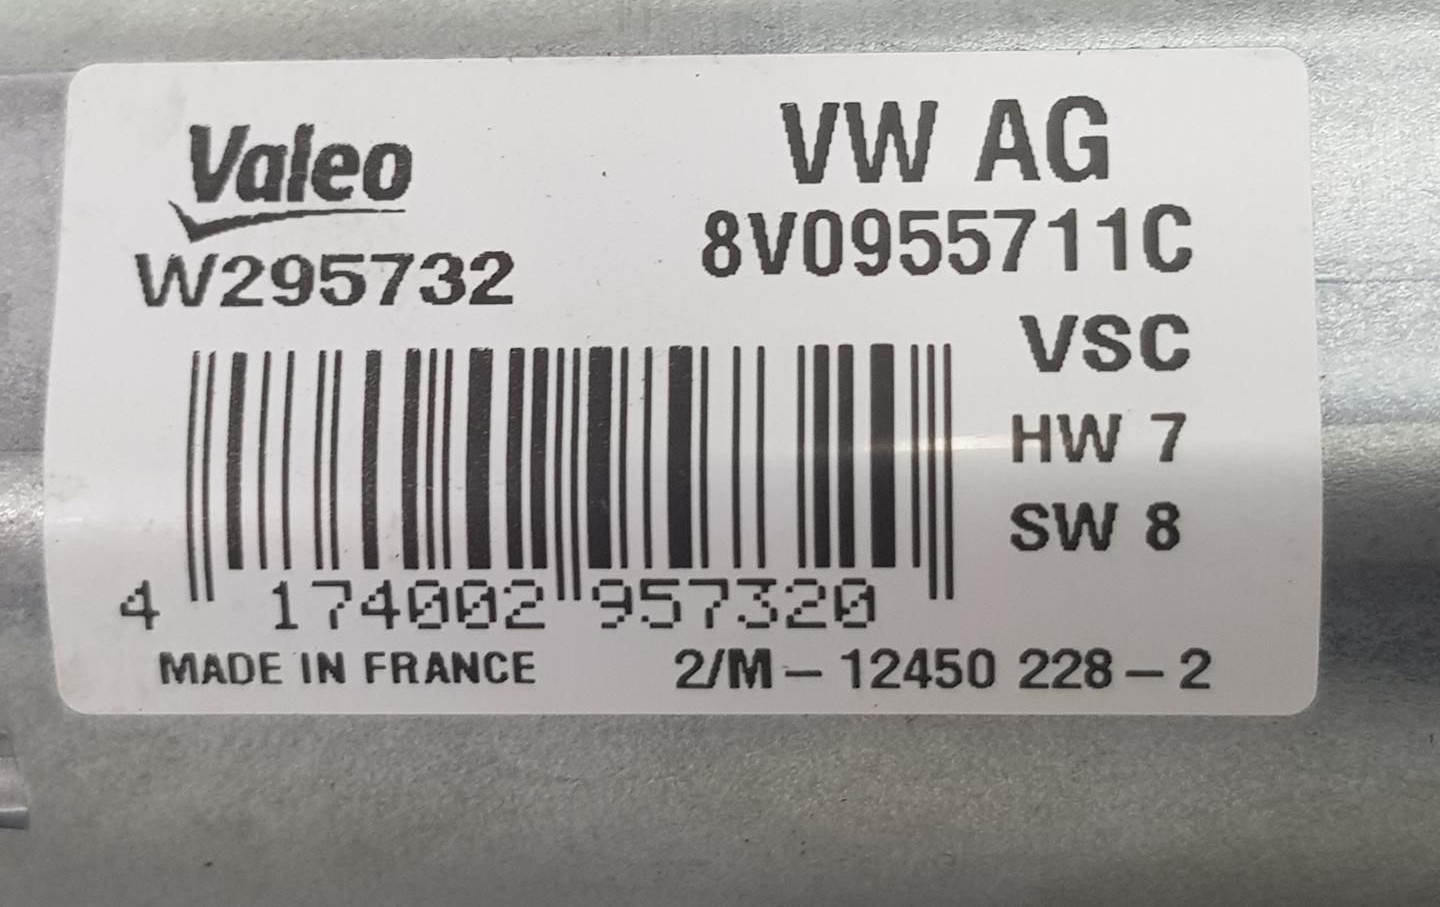 Valeo
W295732
VW AG
8V0955711C
VSC
HW 7
SW 8
4 174002 957320
MADE IN FRANCE
2/M – 12450 228 – 2